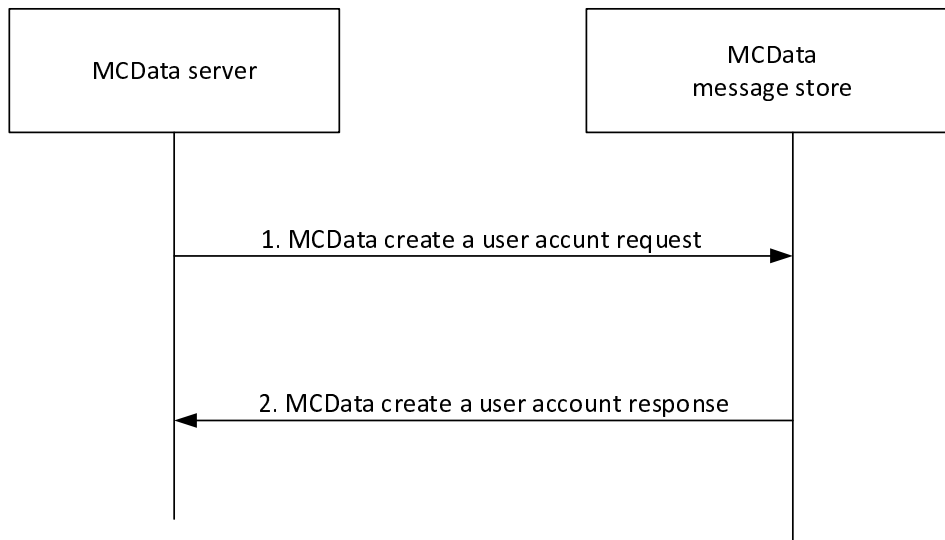 MCData server
MCData
message store
1. MCData create a user accunt request
2. MCData create a user account response